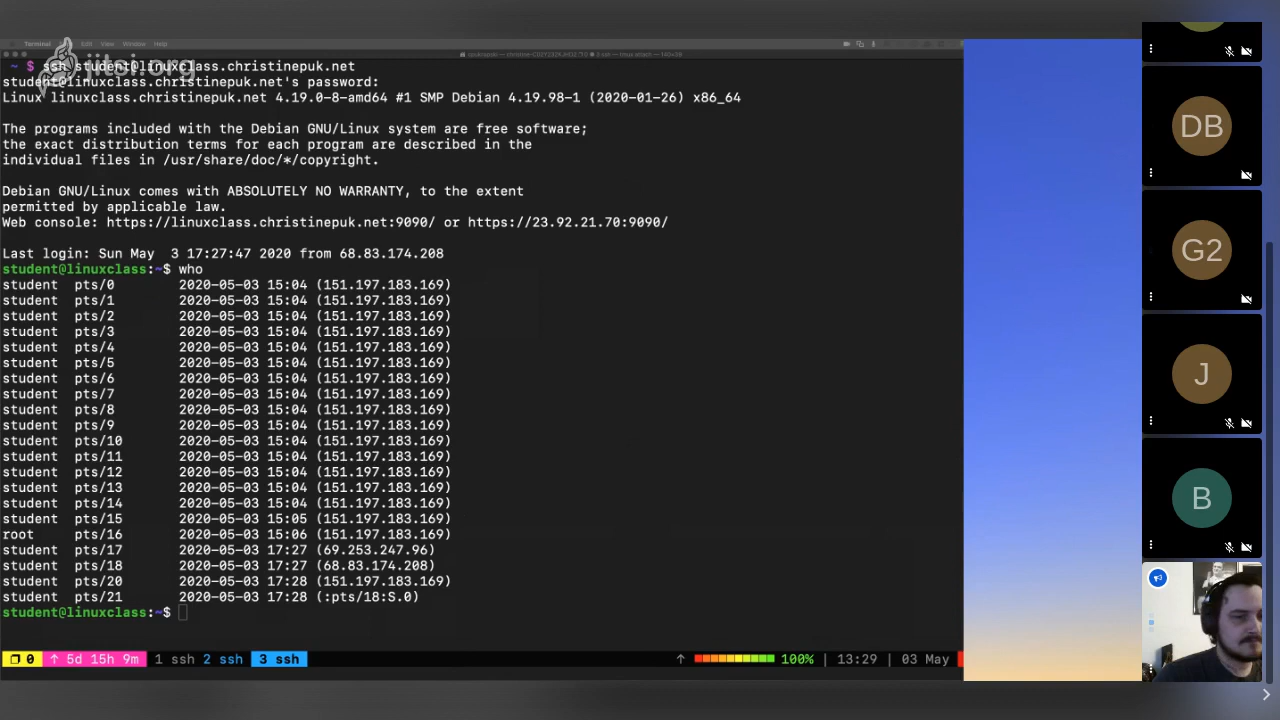 Terminal Edit View Window Help
jitsi.org
~ $ ssh student@linuxclass.christinepuk.net
student@linuxclass.christinepuk.net's password:
Linux linuxclass.christinepuk.net 4.19.0-8-amd64 #1 SMP Debian 4.19.98-1 (2020-01-26) x86_64
The programs included with the Debian GNU/Linux system are free software;
the exact distribution terms for each program are described in the
individual files in /usr/share/doc/*/copyright.
Debian GNU/Linux comes with ABSOLUTELY NO WARRANTY, to the extent
permitted by applicable law.
Web console: https://linuxclass.christinepuk.net:9090/ or https://23.92.21.70:9090/
Last login: Sun May  3 17:27:47 2020 from 68.83.174.208
student@linuxclass:~$ who
student  pts/0        2020-05-03 15:04 (151.197.183.169)
student  pts/1        2020-05-03 15:04 (151.197.183.169)
student  pts/2        2020-05-03 15:04 (151.197.183.169)
student  pts/3        2020-05-03 15:04 (151.197.183.169)
student  pts/4        2020-05-03 15:04 (151.197.183.169)
student  pts/5        2020-05-03 15:04 (151.197.183.169)
student  pts/6        2020-05-03 15:04 (151.197.183.169)
student  pts/7        2020-05-03 15:04 (151.197.183.169)
student  pts/8        2020-05-03 15:04 (151.197.183.169)
student  pts/9        2020-05-03 15:04 (151.197.183.169)
student  pts/10       2020-05-03 15:04 (151.197.183.169)
student  pts/11       2020-05-03 15:04 (151.197.183.169)
student  pts/12       2020-05-03 15:04 (151.197.183.169)
student  pts/13       2020-05-03 15:04 (151.197.183.169)
student  pts/14       2020-05-03 15:04 (151.197.183.169)
student  pts/15       2020-05-03 15:05 (151.197.183.169)
root     pts/16       2020-05-03 15:06 (151.197.183.169)
student  pts/17       2020-05-03 17:27 (69.253.247.96)
student  pts/18       2020-05-03 17:27 (68.83.174.208)
student  pts/20       2020-05-03 17:28 (151.197.183.169)
student  pts/21       2020-05-03 17:28 (:pts/18:S.0)
student@linuxclass:~$
0 ↑ 5d 15h 9m 1 ssh 2 ssh 3 ssh ↑ 100% | 13:29 | 03 May
DB
G2
J
B